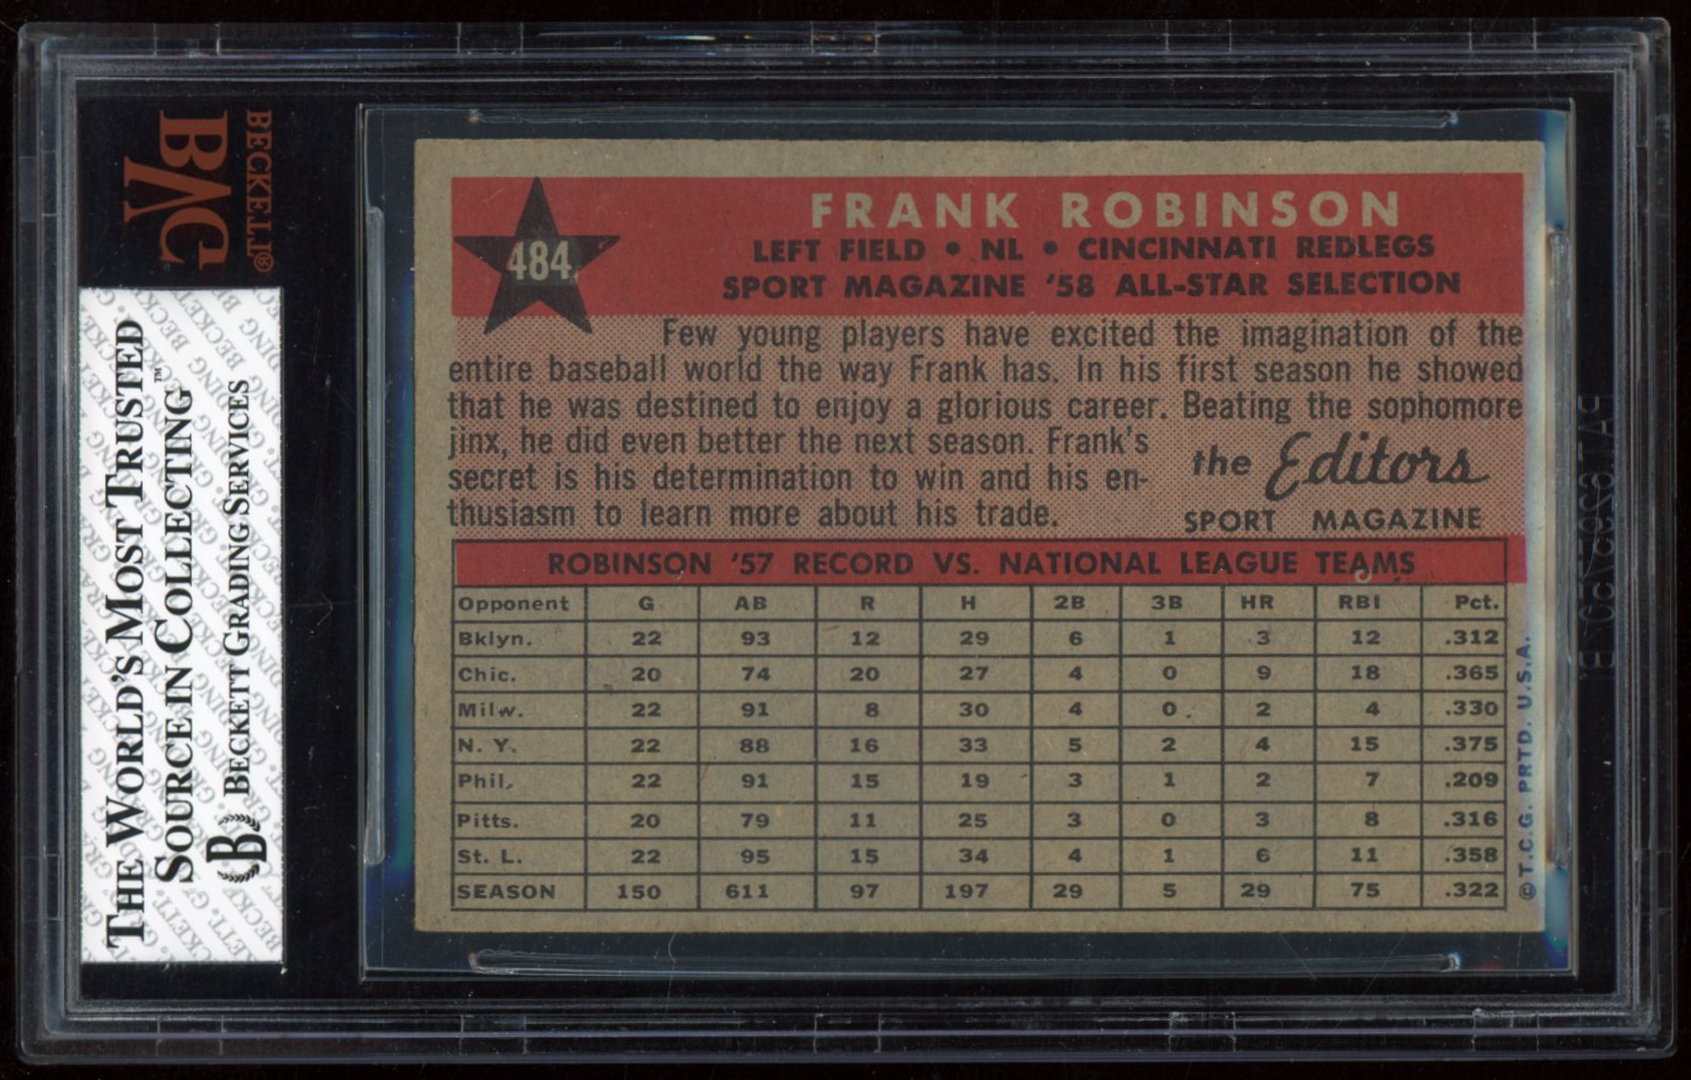 BECKETT®
BVG
THE WORLD'S MOST TRUSTED
SOURCE IN COLLECTING™
BECKETT GRADING SERVICES
484
FRANK ROBINSON
LEFT FIELD • NL • CINCINNATI REDLEGS
SPORT MAGAZINE '58 ALL-STAR SELECTION
Few young players have excited the imagination of the
entire baseball world the way Frank has. In his first season he showed
that he was destined to enjoy a glorious career. Beating the sophomore
jinx, he did even better the next season. Frank's
secret is his determination to win and his en-
thusiasm to learn more about his trade.
the Editors
SPORT MAGAZINE
ROBINSON '57 RECORD VS. NATIONAL LEAGUE TEAMS
Opponent G AB R H 2B 3B HR RBI Pct.
Bklyn. 22 93 12 29 6 1 3 12 .312
Chic. 20 74 20 27 4 0 9 18 .365
Milw. 22 91 8 30 4 0 2 4 .330
N. Y. 22 88 16 33 5 2 4 15 .375
Phil. 22 91 15 19 3 1 2 7 .209
Pitts. 20 79 11 25 3 0 3 8 .316
St. L. 22 95 15 34 4 1 6 11 .358
SEASON 150 611 97 197 29 5 29 75 .322
©T.C.G. PRTD. U.S.A.